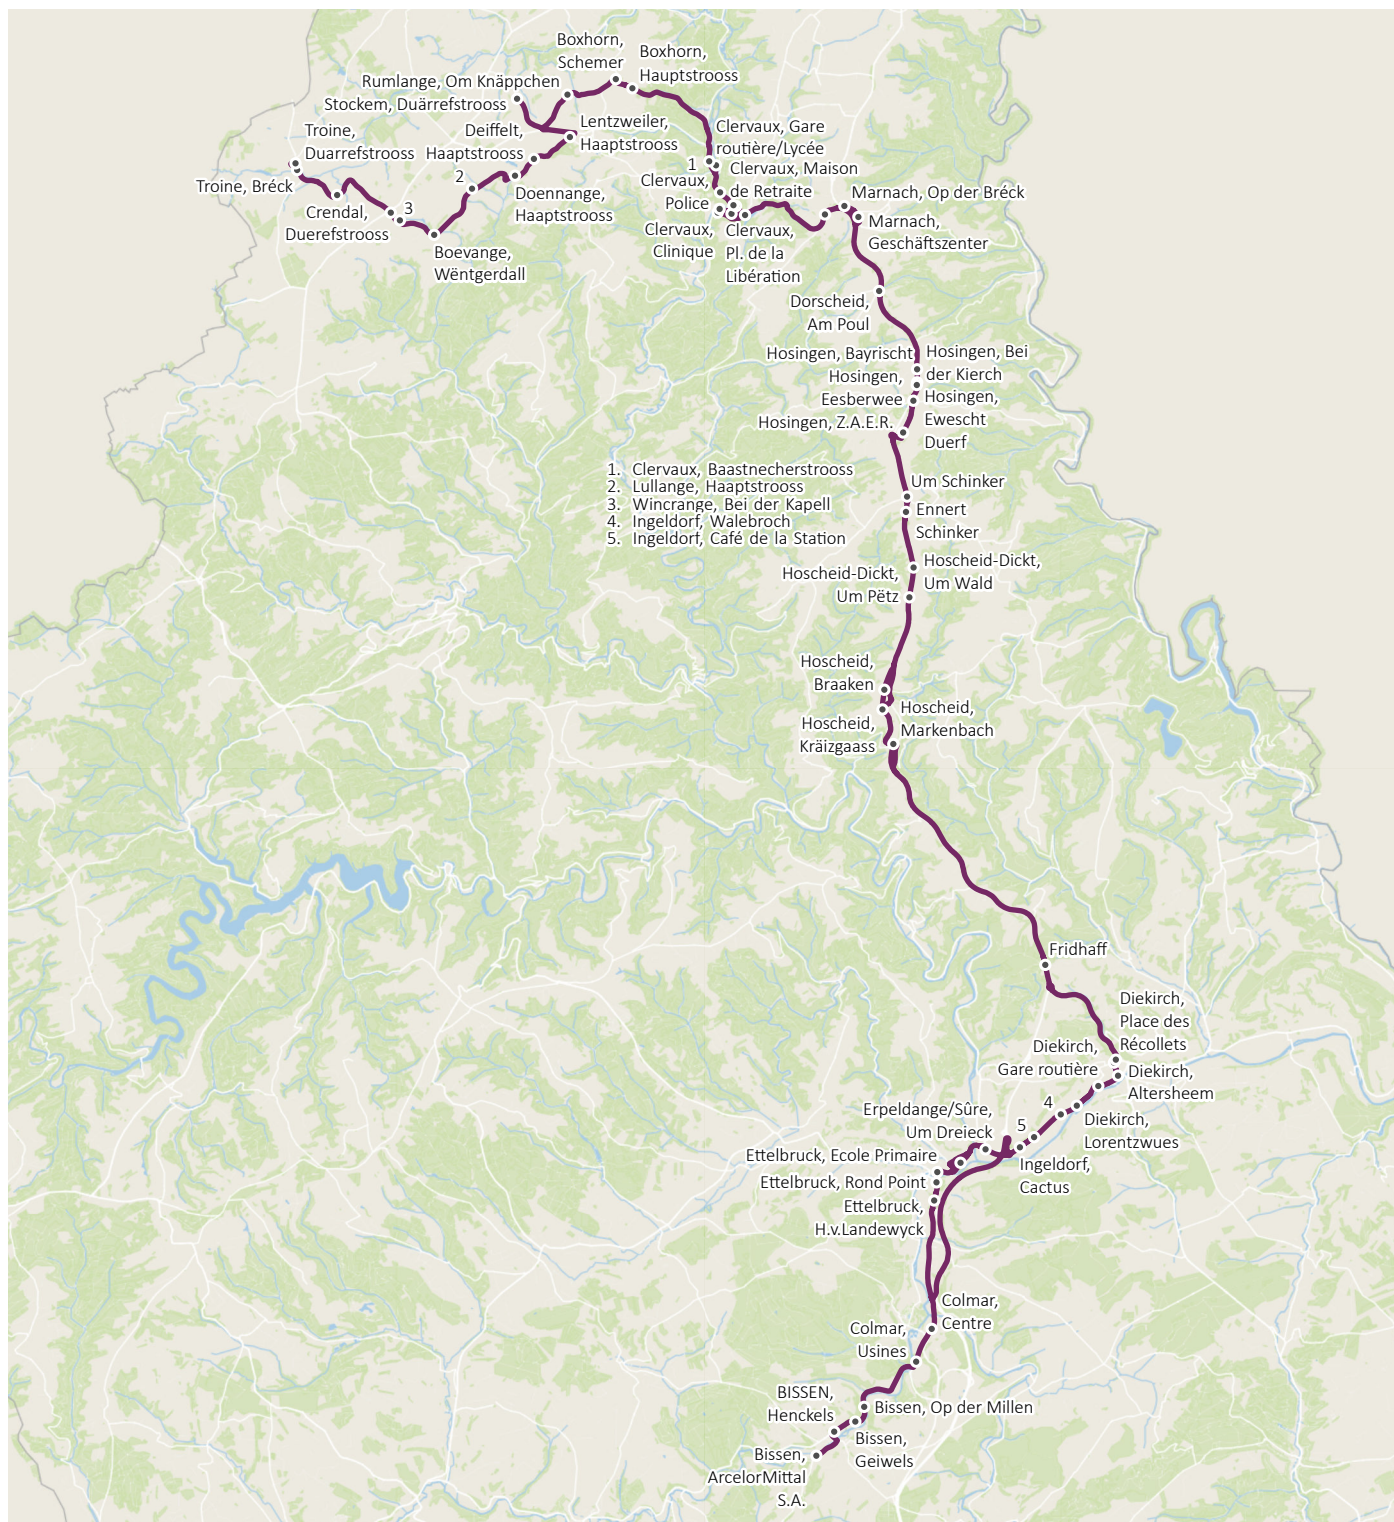 Boxhorn,
Schemer
Boxhorn,
Hauptstrooss
Rumlange, Om Knäppchen
Stockem, Duärrefstrooss
Troine,
Duarrefstrooss
Deiffelt,
Haaptstrooss
Lentzweiler,
Haaptstrooss
Clervaux, Gare
routière/Lycée
1
Clervaux, Maison
de Retraite
Troine, Bréck
2
Clervaux,
Police
Doennange,
Haaptstrooss
Marnach, Op der Bréck
Crendal,
Duerefstrooss
3
Marnach,
Geschäftszenter
Clervaux,
Clinique
Clervaux,
Pl. de la
Libération
Boevange,
Wëntgerdall
Dorscheid,
Am Poul
Hosingen, Bayrischt
Hosingen, Bei
der Kierch
Hosingen,
Eesberwee
Hosingen,
Ewescht
Duerf
Hosingen, Z.A.E.R.
1. Clervaux, Baastnecherstrooss
2. Lullange, Haaptstrooss
3. Wincrange, Bei der Kapell
4. Ingeldorf, Walebroch
5. Ingeldorf, Café de la Station
Um Schinker
Ennert
Schinker
Hoscheid-Dickt,
Um Wald
Hoscheid-Dickt,
Um Pëtz
Hoscheid,
Braaken
Hoscheid,
Markenbach
Hoscheid,
Kräizgaass
Fridhaff
Diekirch,
Place des
Récollets
Diekirch,
Gare routière
Diekirch,
Altersheem
4
Diekirch,
Lorentzwues
Erpeldange/Sûre,
Um Dreieck
5
Ettelbruck, Ecole Primaire
Ingeldorf,
Cactus
Ettelbruck, Rond Point
Ettelbruck,
H.v.Landewyck
Colmar,
Centre
Colmar,
Usines
BISSEN,
Henckels
Bissen, Op der Millen
Bissen,
Geiwels
Bissen,
ArcelorMittal
S.A.